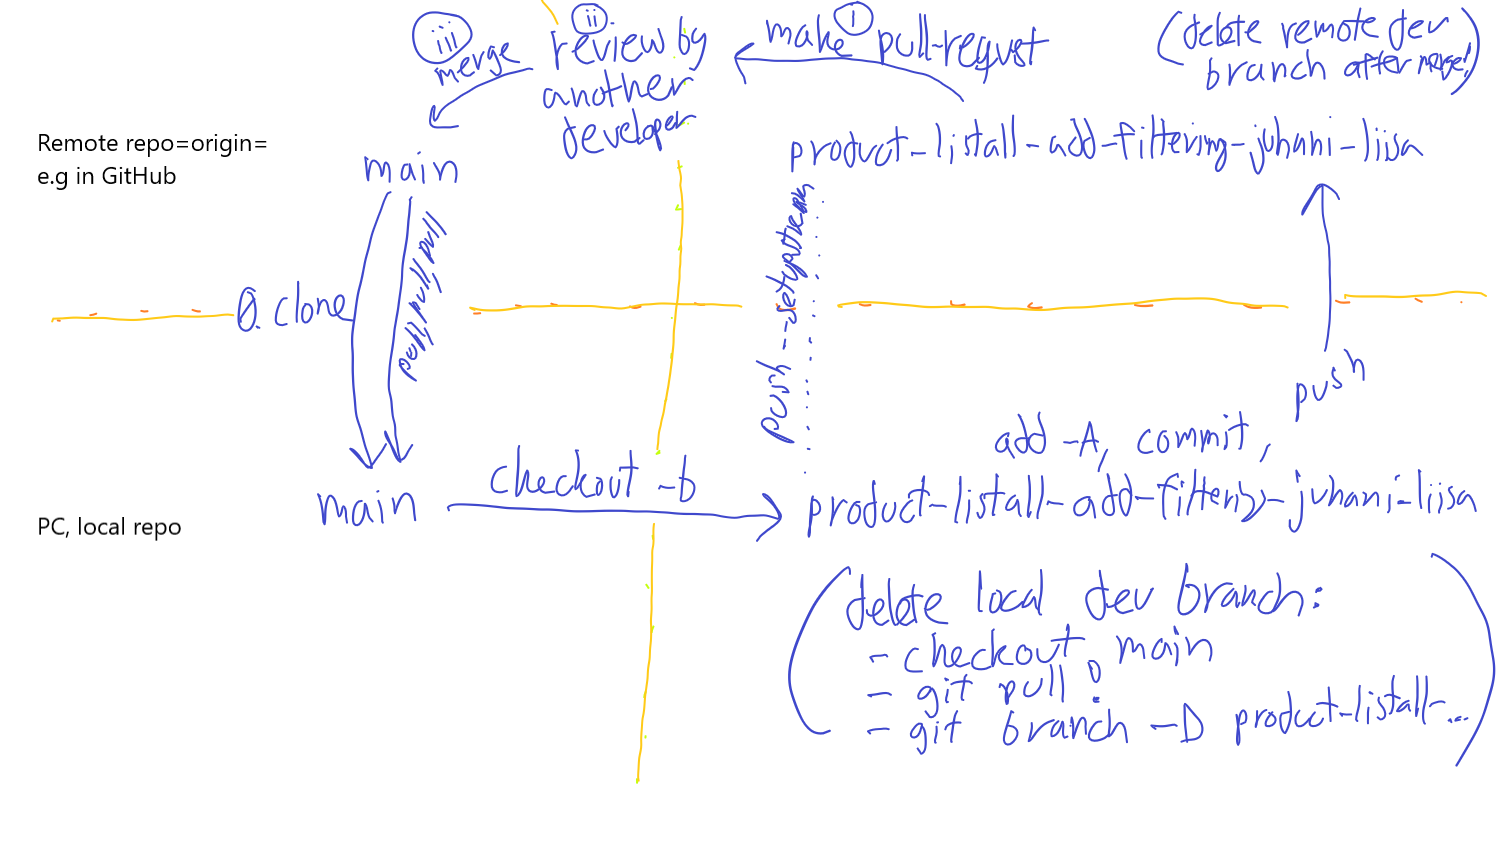 iii
merge
ii
review by
another
developer
i
make pull-requst
(delete remote dev
branch after merge!)
Remote repo=origin=
e.g in GitHub
main
product-listall-add-filtering-juhani-liisa
0. clone
pull, pull, pull
push --setupstream
push
add -A, commit,
PC, local repo
main
checkout -b
product-listall-add-filtering-juhani-liisa
(delete local dev branch:
- checkout main
- git pull !
- git branch -D product-listall-...)